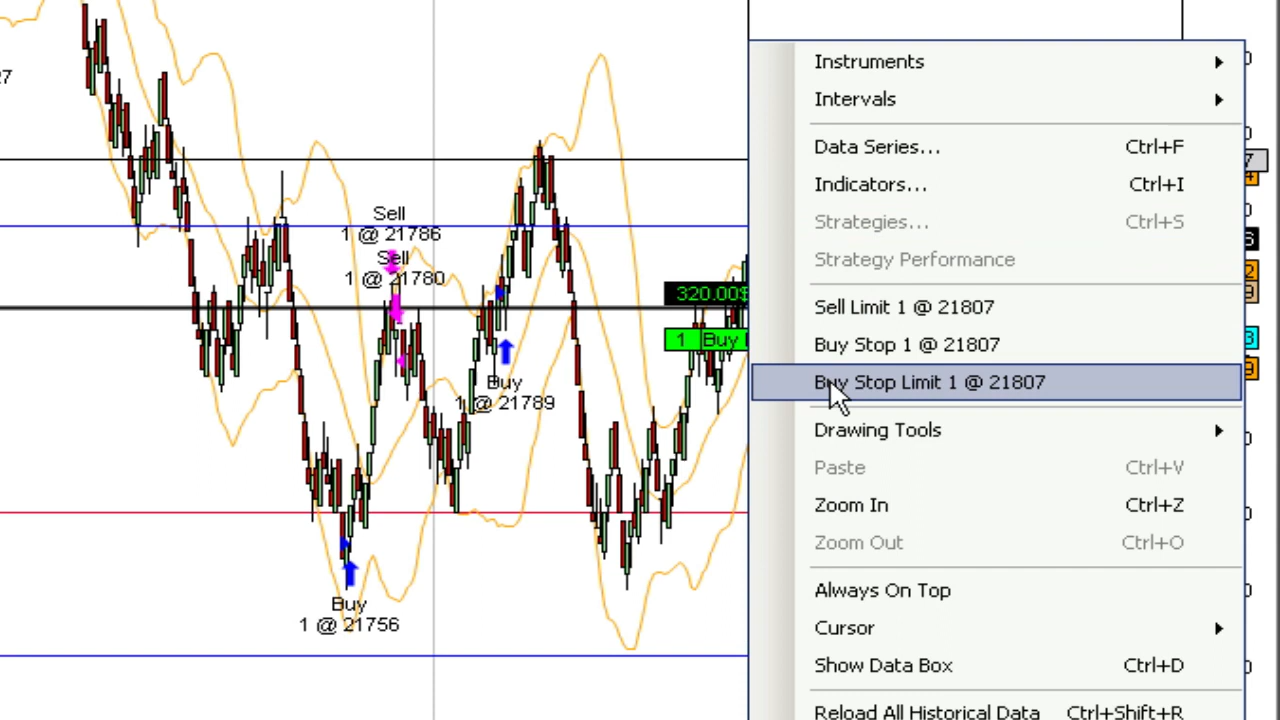 27
Sell
1 @ 21786
Sell
1 @ 21780
Buy
1 @ 21789
Buy
1 @ 21756
320.00$
1 Buy
Instruments
Intervals
Data Series... Ctrl+F
Indicators... Ctrl+I
Strategies... Ctrl+S
Strategy Performance
Sell Limit 1 @ 21807
Buy Stop 1 @ 21807
Buy Stop Limit 1 @ 21807
Drawing Tools
Paste Ctrl+V
Zoom In Ctrl+Z
Zoom Out Ctrl+O
Always On Top
Cursor
Show Data Box Ctrl+D
Reload All Historical Data Ctrl+Shift+R